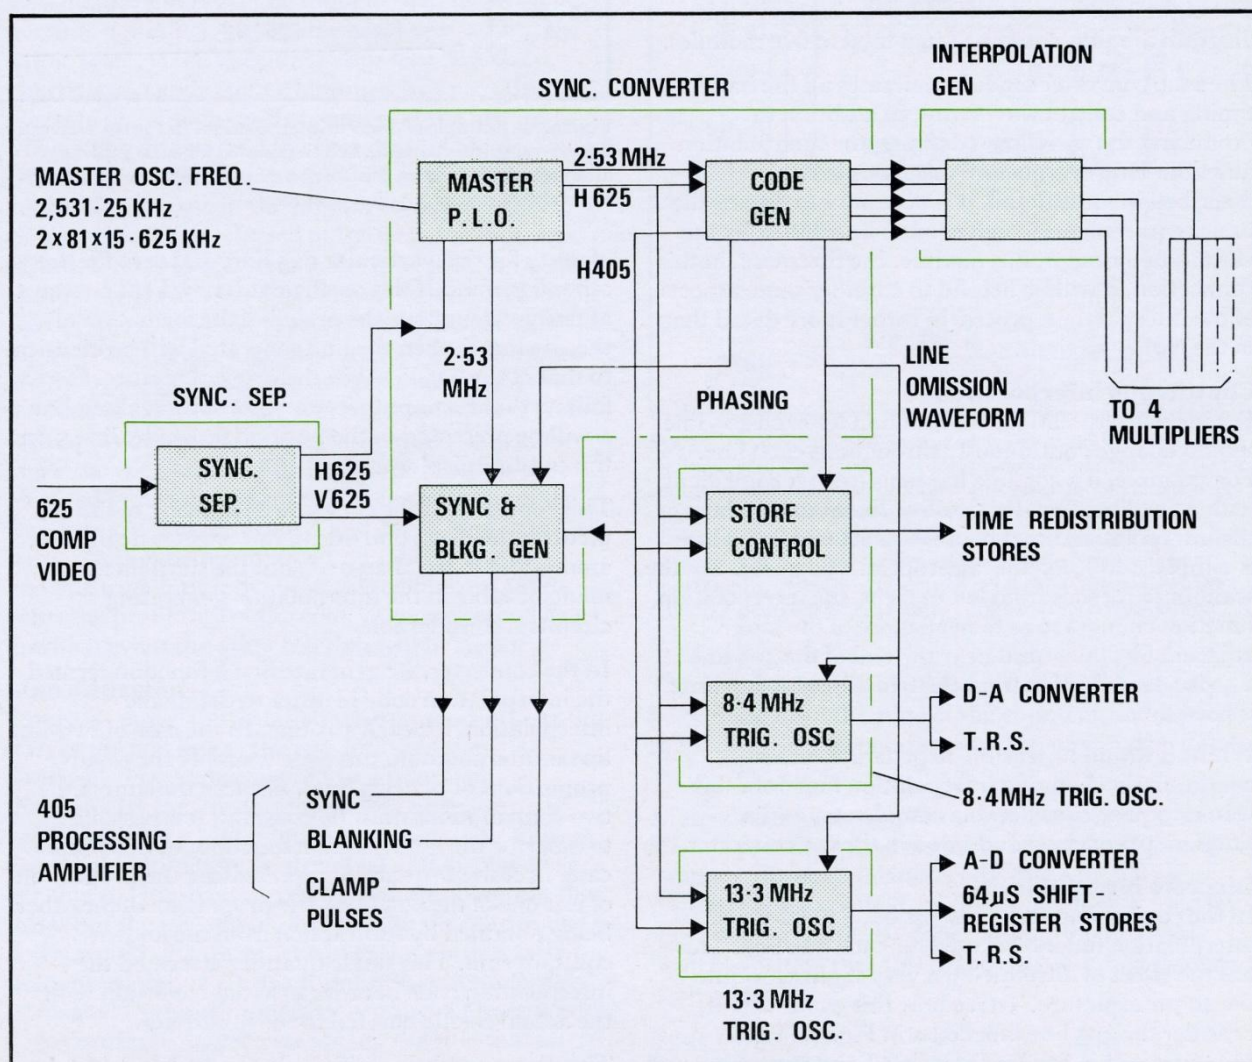 INTERPOLATION
GEN
SYNC. CONVERTER
MASTER OSC. FREQ.
2,531·25 KHz
2 x 81 x 15·625 KHz
MASTER
P.L.O.
2·53 MHz
H 625
CODE
GEN
H405
2·53
MHz
SYNC. SEP.
PHASING
LINE
OMISSION
WAVEFORM
TO 4
MULTIPLIERS
SYNC.
SEP.
H625
V 625
625
COMP
VIDEO
SYNC &
BLKG. GEN
STORE
CONTROL
TIME REDISTRIBUTION
STORES
8·4 MHz
TRIG. OSC
D-A CONVERTER
T.R.S.
8·4 MHz TRIG. OSC.
405
PROCESSING
AMPLIFIER
SYNC
BLANKING
CLAMP
PULSES
13·3 MHz
TRIG. OSC
A-D CONVERTER
64µS SHIFT-
REGISTER STORES
T.R.S.
13·3 MHz
TRIG. OSC.